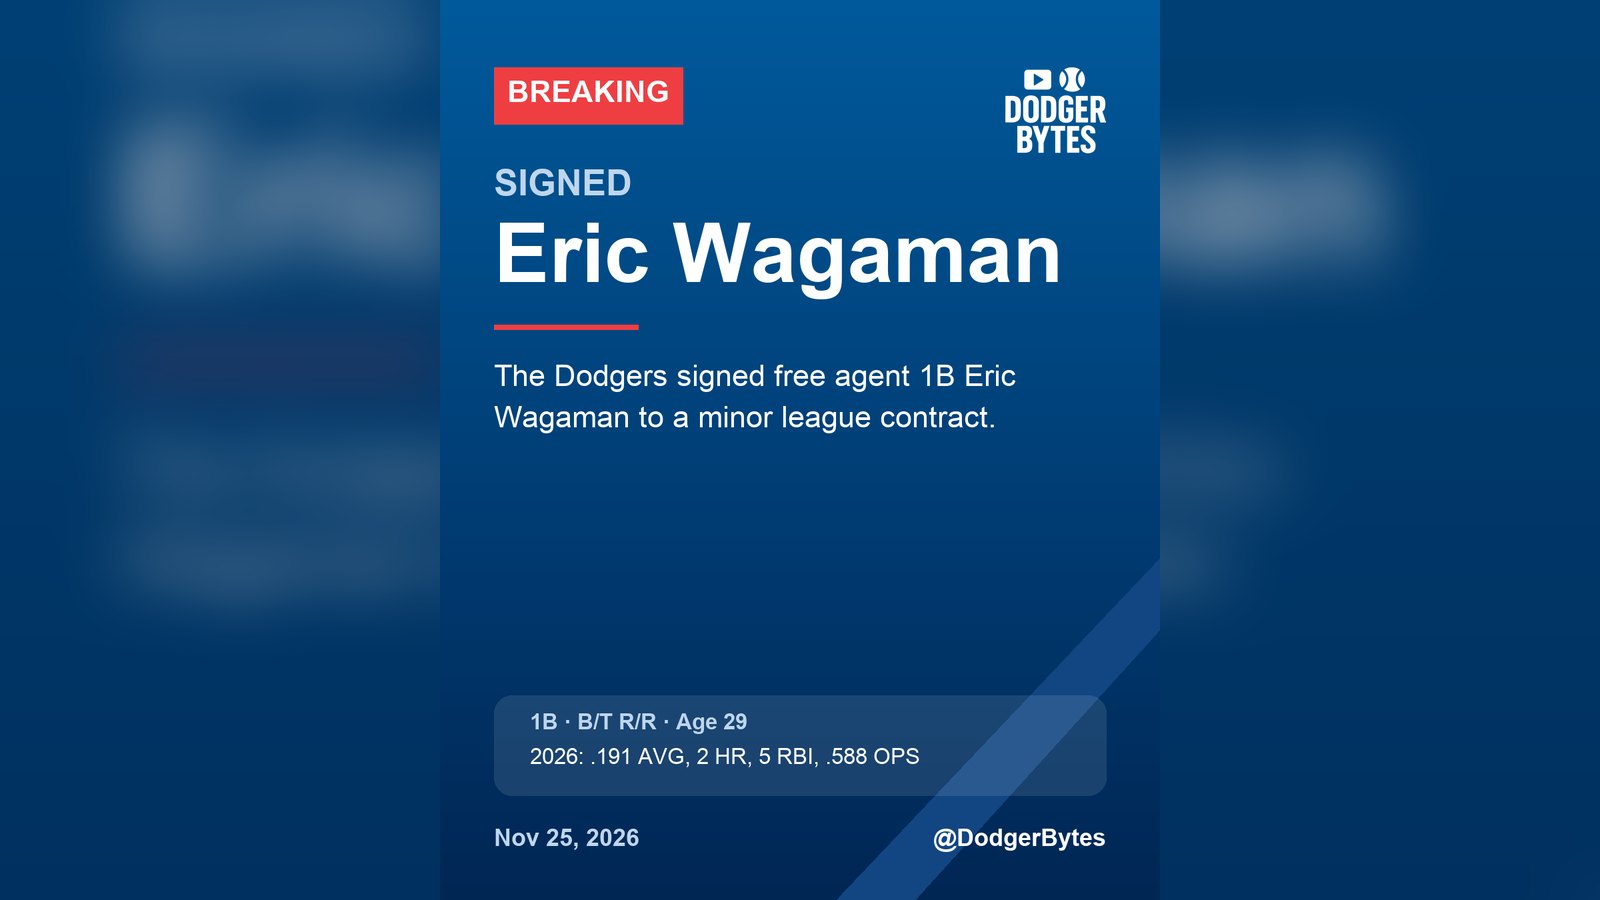 BREAKING
DODGER
BYTES
SIGNED
Eric Wagaman
The Dodgers signed free agent 1B Eric
Wagaman to a minor league contract.
1B · B/T R/R · Age 29
2026: .191 AVG, 2 HR, 5 RBI, .588 OPS
Nov 25, 2026
@DodgerBytes